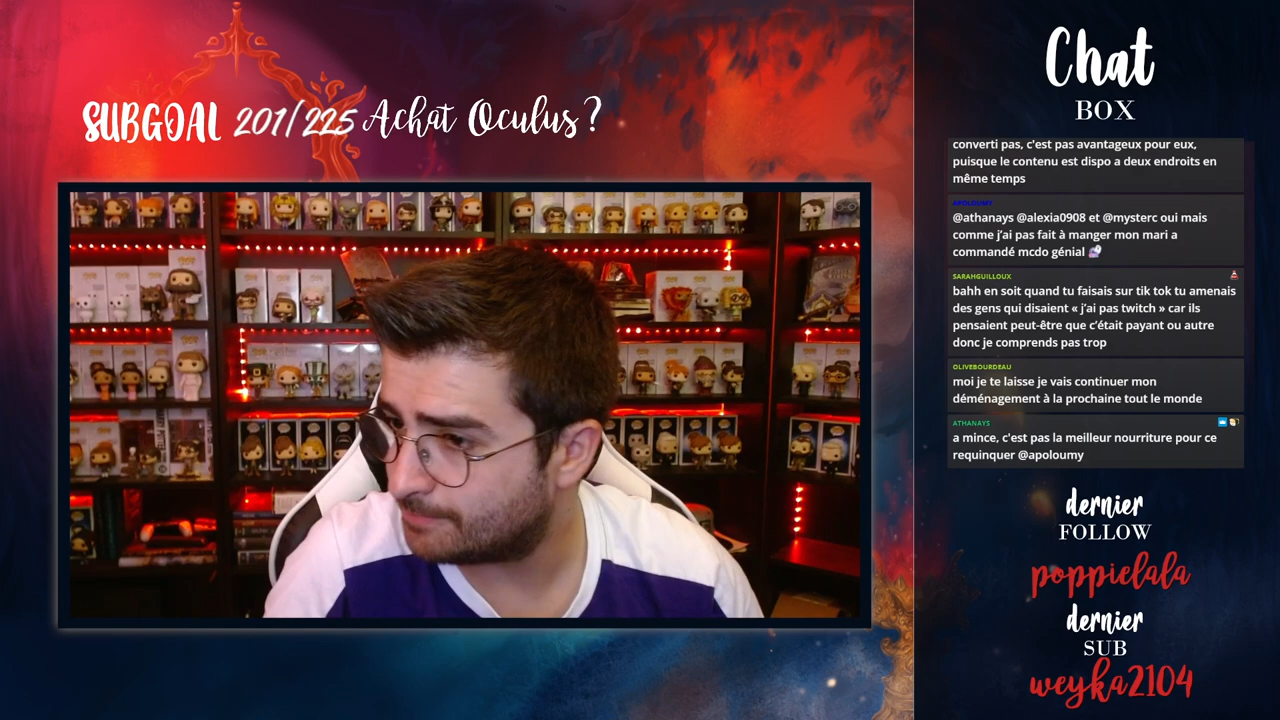 SUBGOAL 201/225 Achat Oculus ?
Chat
BOX
converti pas, c'est pas avantageux pour eux,
puisque le contenu est dispo a deux endroits en
même temps
APOLOUMY
@athanays @alexia0908 et @mysterc oui mais
comme j'ai pas fait à manger mon mari a
commandé mcdo génial
SARAHGUILLOUX
bahh en soit quand tu faisais sur tik tok tu amenais
des gens qui disaient « j'ai pas twitch » car ils
pensaient peut-être que c'était payant ou autre
donc je comprends pas trop
OLIVEBOURDEAU
moi je te laisse je vais continuer mon
déménagement à la prochaine tout le monde
ATHANAYS
a mince, c'est pas la meilleur nourriture pour ce
requinquer @apoloumy
dernier
FOLLOW
poppielala
dernier
SUB
weyka2104